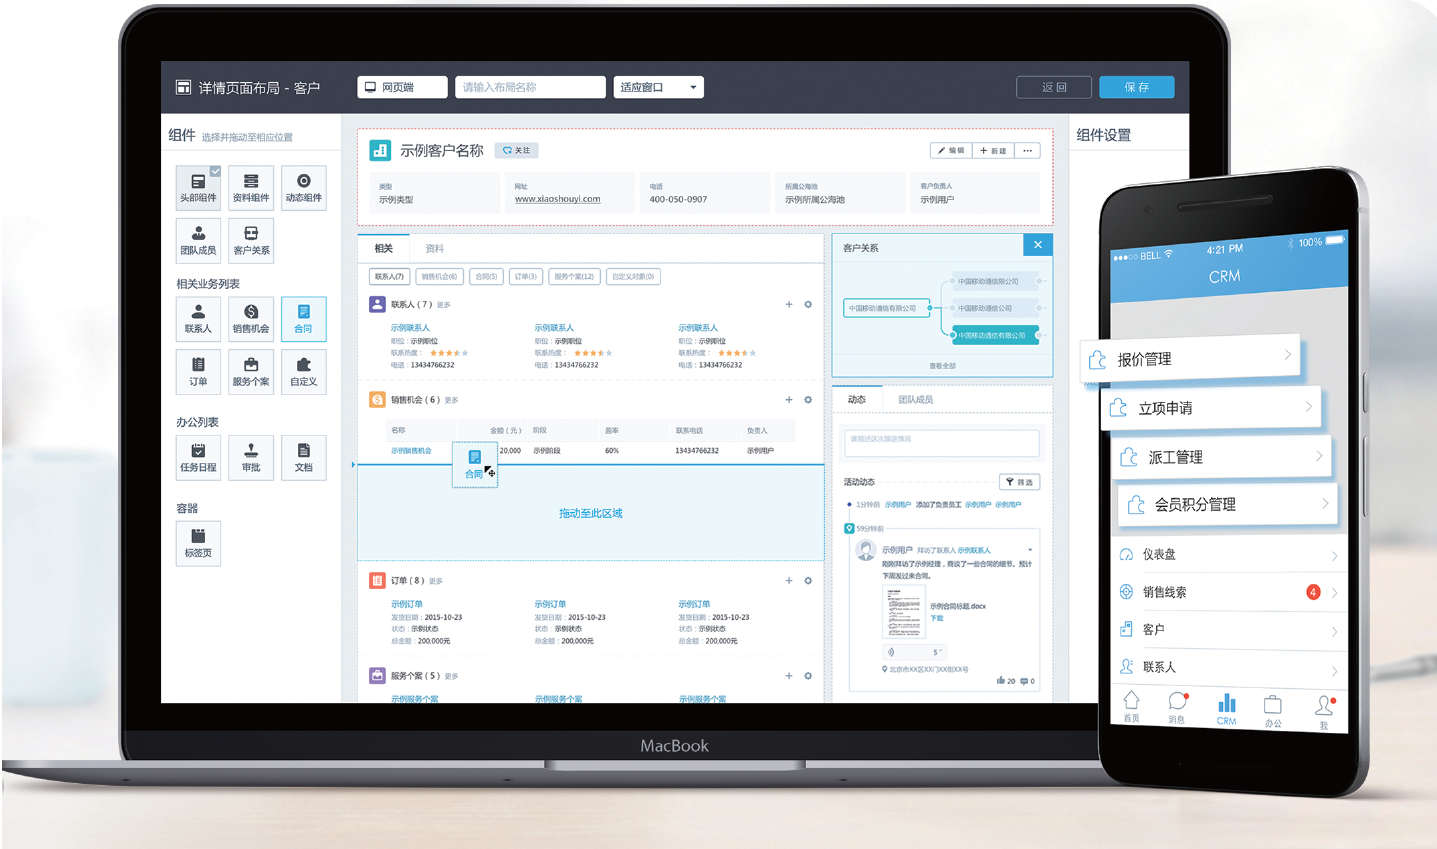 详情页面布局 - 客户
网页端
请输入布局名称
适应窗口
返回
保存
组件 选择并拖动至相应位置
头部组件
资料组件
动态组件
团队成员
客户关系
相关业务列表
联系人
销售机会
合同
订单
服务个案
自定义
办公列表
任务日程
审批
文档
容器
标签页
示例客户名称
关注
编辑
新建
类型
示例类型
网址
www.xiaoshouyi.com
电话
400-050-0907
所属公海池
示例所属公海池
客户负责人
示例用户
相关
资料
联系人(7)
销售机会(6)
合同(5)
订单(3)
服务个案(12)
自定义对象(0)
联系人 ( 7 ) 更多
示例联系人 示例联系人 示例联系人
职位：示例职位 职位：示例职位 职位：示例职位
联系热度： 联系热度： 联系热度：
电话：13434766232 电话：13434766232 电话：13434766232
销售机会 ( 6 ) 更多
名称 金额 ( 元 ) 阶段 盈率 联系电话 负责人
示例销售机会 20,000 示例阶段 60% 13434766232 示例用户
合同
拖动至此区域
订单 ( 8 ) 更多
示例订单 示例订单 示例订单
发货日期：2015-10-23 发货日期：2015-10-23 发货日期：2015-10-23
状态：示例状态 状态：示例状态 状态：示例状态
总金额：200,000元 总金额：200,000元 总金额：200,000元
服务个案 ( 5 ) 更多
示例服务个案 示例服务个案 示例服务个案
客户关系
中国移动通信有限公司
中国移动通信限公司
中国移动通信公司
中国移动通信有限公司
查看全部
动态
团队成员
请描述这次跟进情况
活动动态
筛选
1分钟前 示例用户 添加了负责员工 示例用户 示例用户
59分钟前
示例用户 拜访了联系人 示例联系人
刚刚拜访了示例经理，商谈了一些合同的细节。预计
下周发过来合同。
示例合同标题.docx
下载
5 "
北京市XX区XX门XX街XX号
20
0
组件设置
MacBook
BELL
4:21 PM
100%
CRM
报价管理
立项申请
派工管理
会员积分管理
仪表盘
销售线索
4
客户
联系人
首页
消息
CRM
办公
我